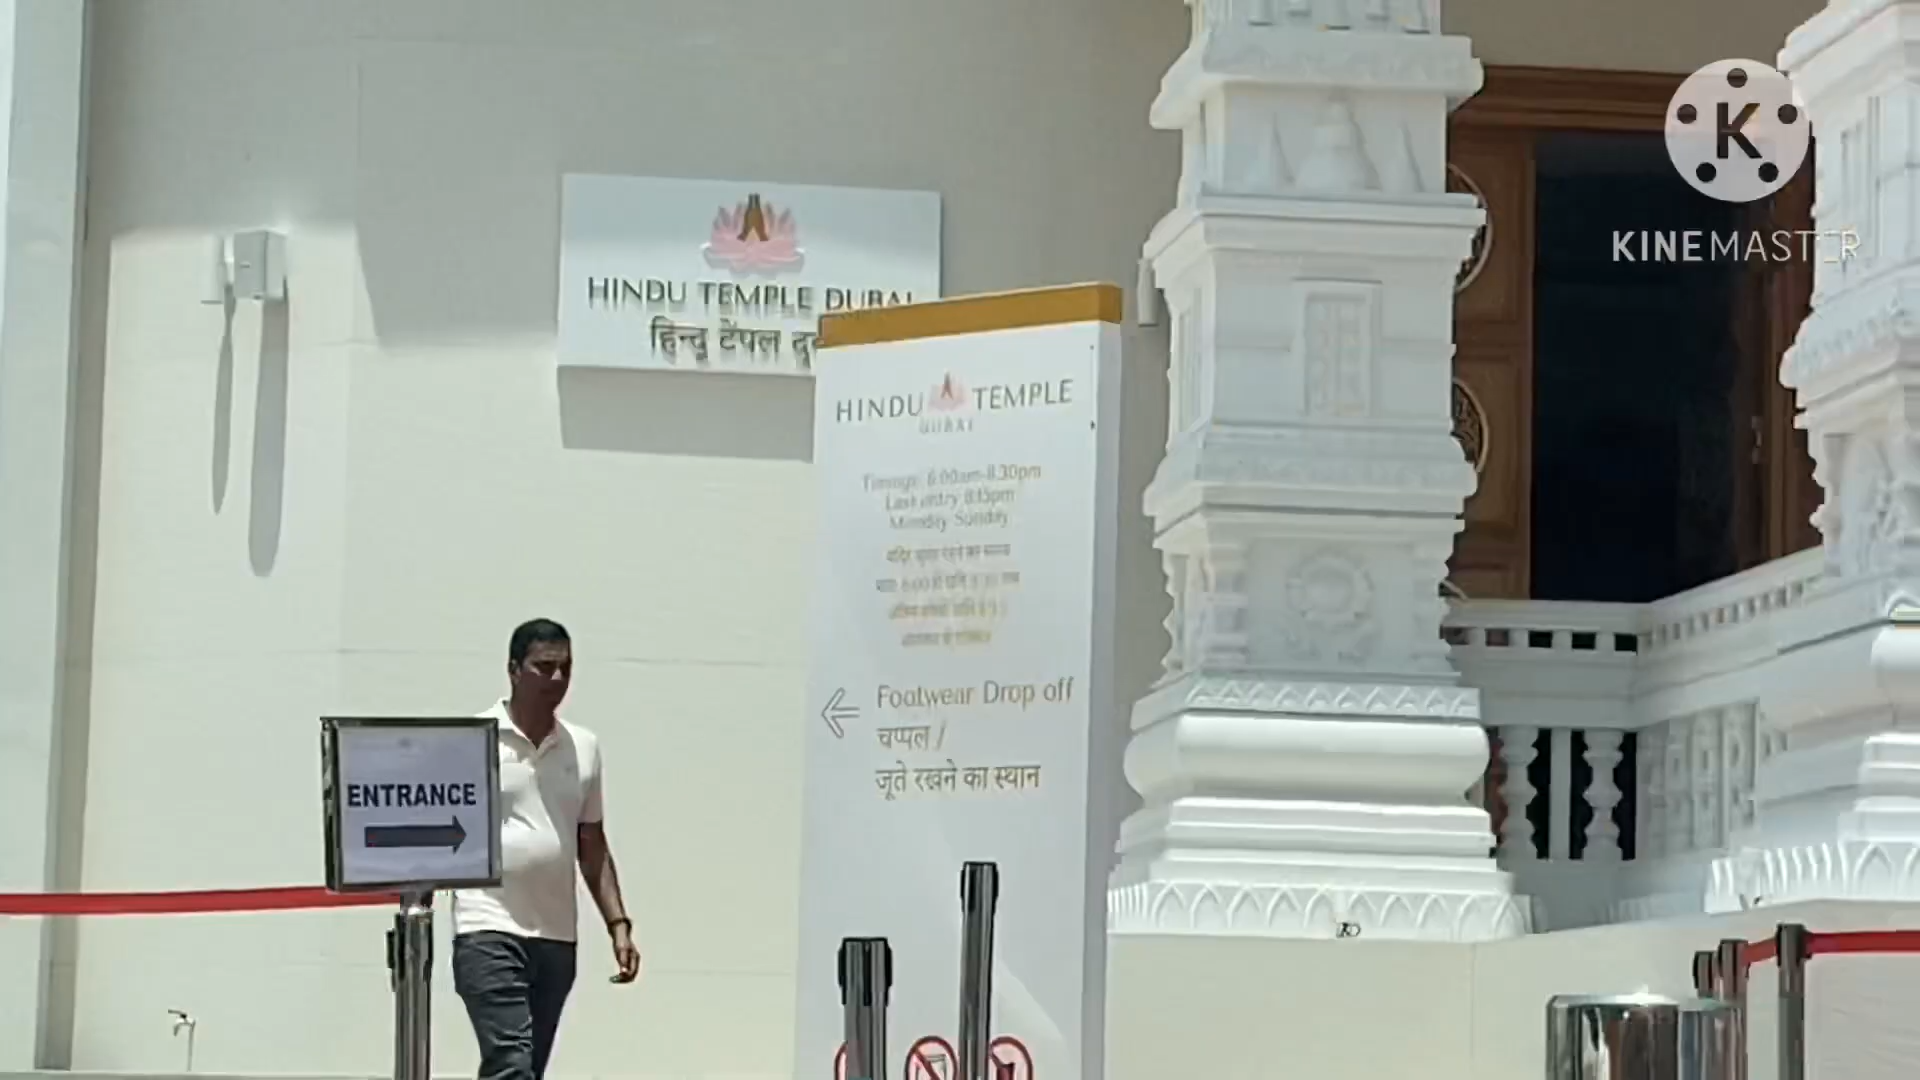 HINDU TEMPLE DUBAI
हिन्दू टेंपल
HINDU TEMPLE
DUBAI
Timings: 6:00am-8.30pm
Last entry 8:15pm
Monday Sunday
Footwear Drop off
चप्पल /
जूते रखने का स्थान
ENTRANCE
K
KINEMASTER